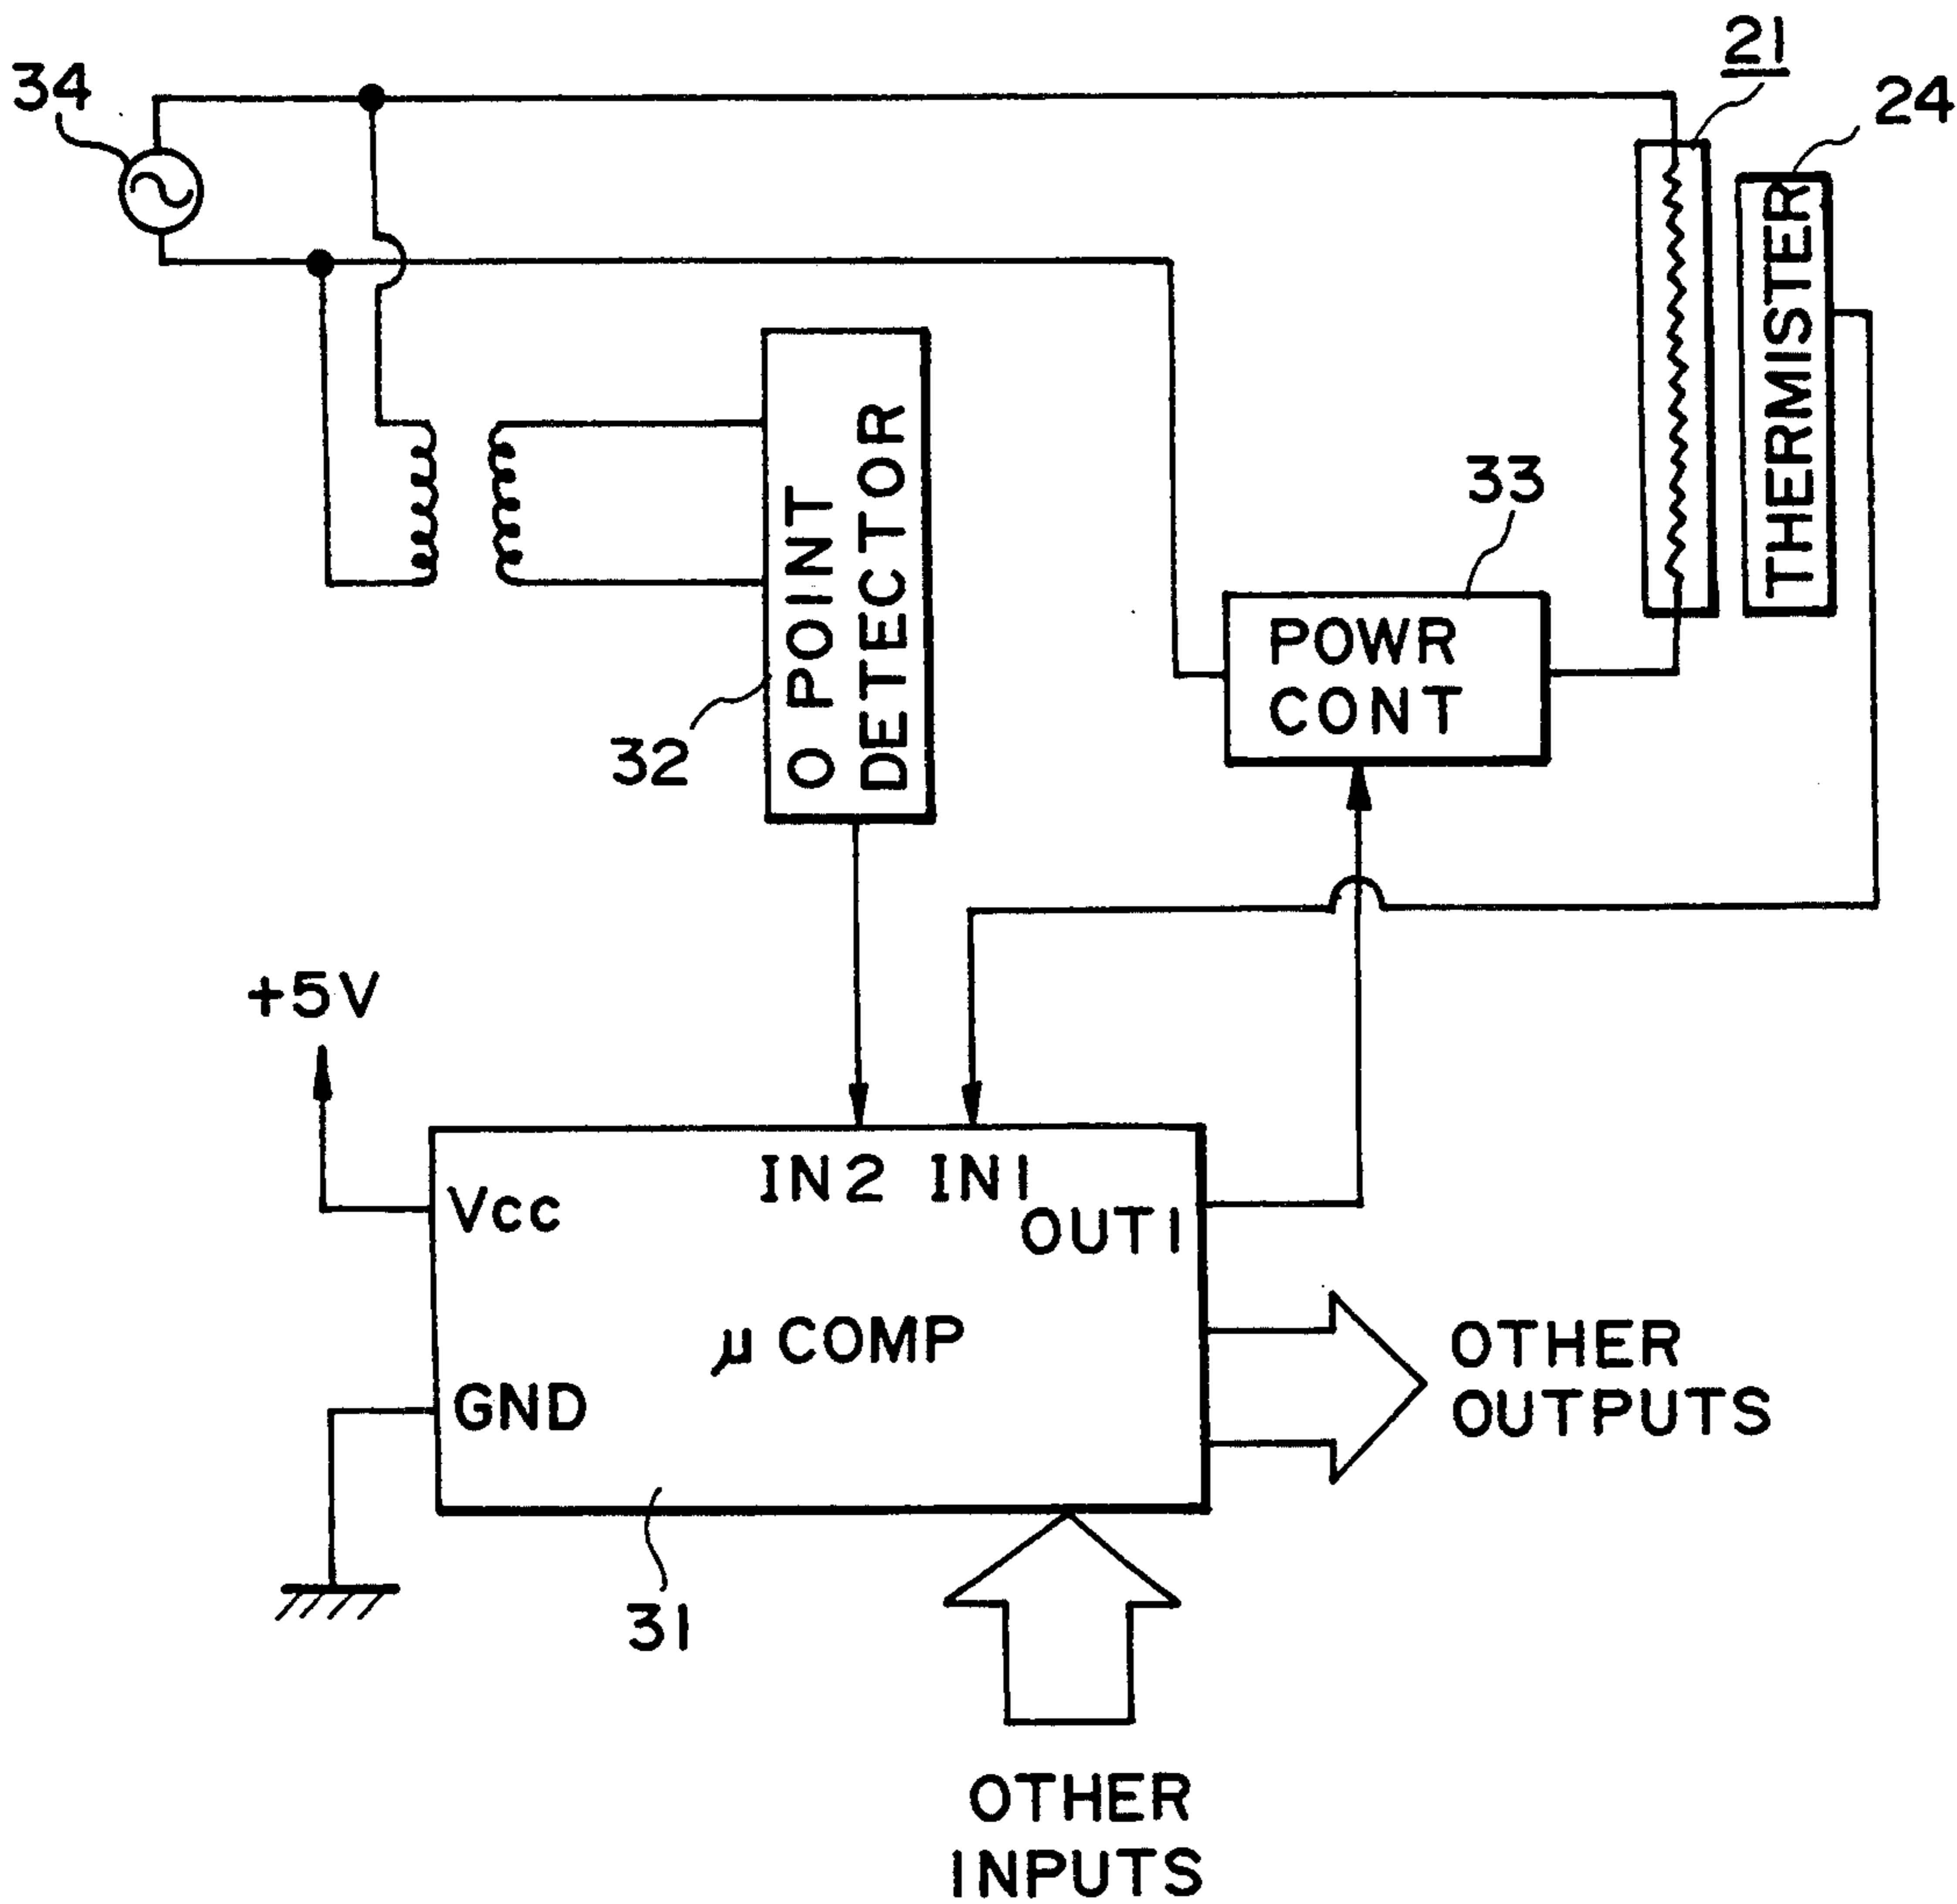 34
21
24
THERMISTER
33
POWR
CONT
O POINT
DETECTOR
32
+5V
IN2 IN1
Vcc
OUT1
μ COMP
GND
OTHER
OUTPUTS
31
OTHER
INPUTS